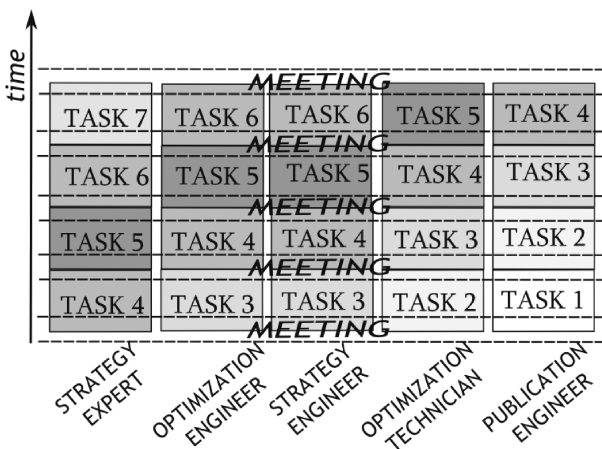 time
MEETING
TASK 7 TASK 6 TASK 6 TASK 5 TASK 4
MEETING
TASK 6 TASK 5 TASK 5 TASK 4 TASK 3
MEETING
TASK 5 TASK 4 TASK 4 TASK 3 TASK 2
MEETING
TASK 4 TASK 3 TASK 3 TASK 2 TASK 1
MEETING
STRATEGY
EXPERT
OPTIMIZATION
ENGINEER
STRATEGY
ENGINEER
OPTIMIZATION
TECHNICIAN
PUBLICATION
ENGINEER